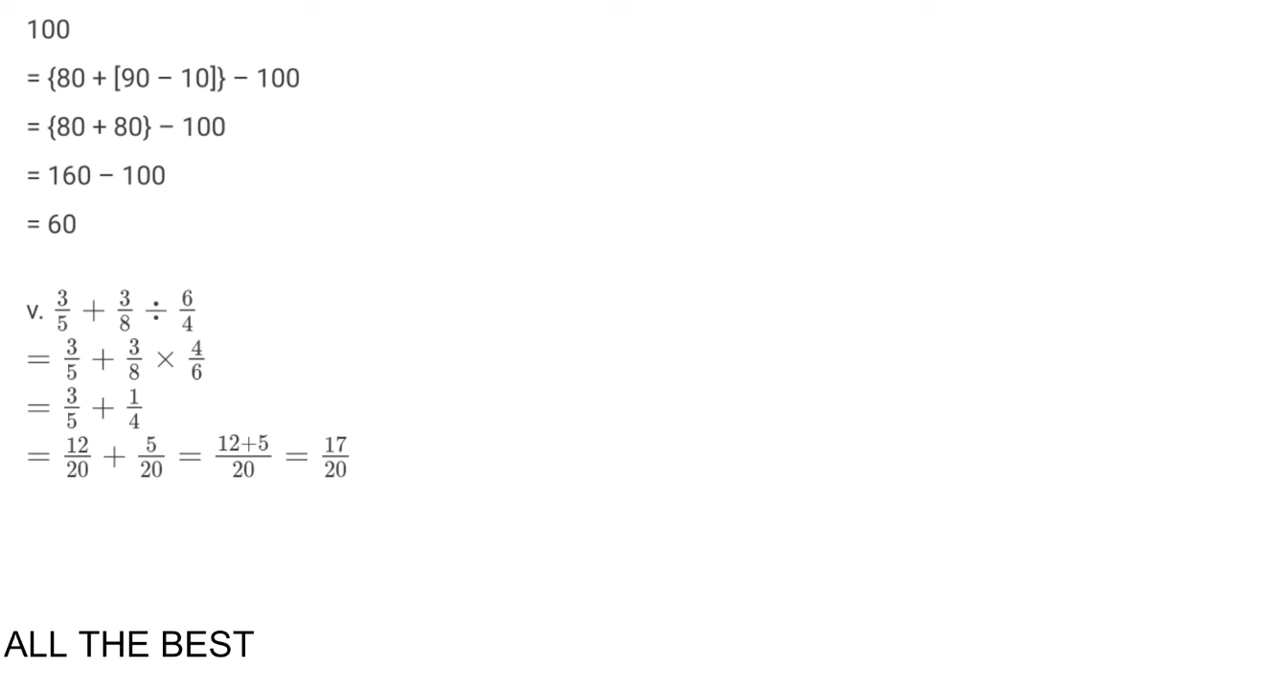 100
= {80 + [90 − 10]} − 100
= {80 + 80} − 100
= 160 − 100
= 60
v. 3/5 + 3/8 ÷ 6/4
= 3/5 + 3/8 × 4/6
= 3/5 + 1/4
= 12/20 + 5/20 = 12+5/20 = 17/20
ALL THE BEST